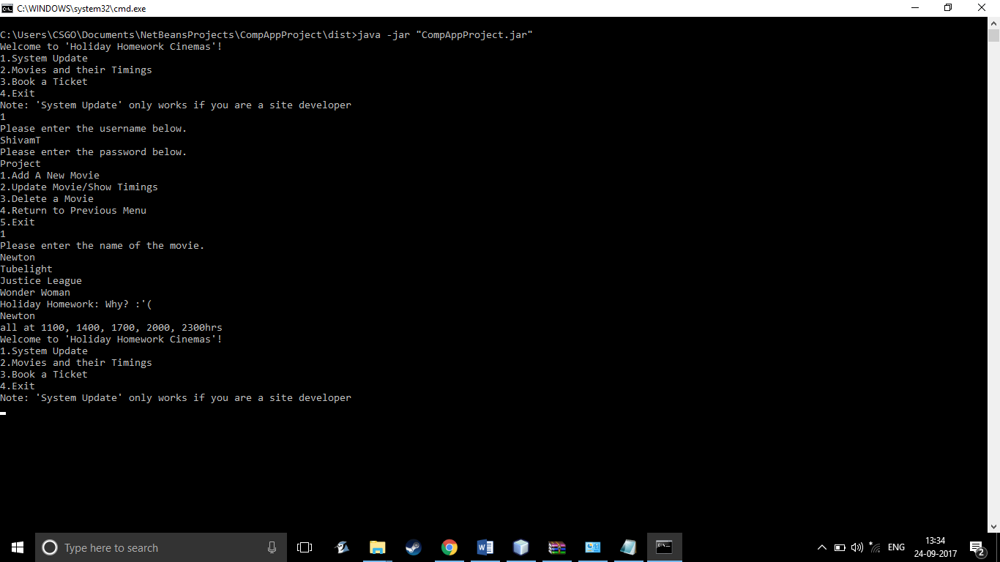 C:\WINDOWS\system32\cmd.exe
C:\Users\CSGO\Documents\NetBeansProjects\CompAppProject\dist>java -jar "CompAppProject.jar"
Welcome to 'Holiday Homework Cinemas'!
1.System Update
2.Movies and their Timings
3.Book a Ticket
4.Exit
Note: 'System Update' only works if you are a site developer
1
Please enter the username below.
ShivamT
Please enter the password below.
Project
1.Add A New Movie
2.Update Movie/Show Timings
3.Delete a Movie
4.Return to Previous Menu
5.Exit
1
Please enter the name of the movie.
Newton
Tubelight
Justice League
Wonder Woman
Holiday Homework: Why? :'(
Newton
all at 1100, 1400, 1700, 2000, 2300hrs
Welcome to 'Holiday Homework Cinemas'!
1.System Update
2.Movies and their Timings
3.Book a Ticket
4.Exit
Note: 'System Update' only works if you are a site developer
Type here to search
ENG
13:34
24-09-2017
2